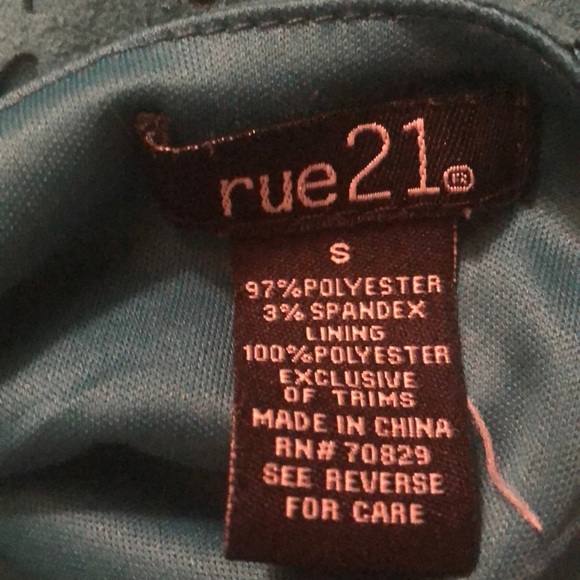 rue21®
S
97%POLYESTER
3% SPANDEX
LINING
100%POLYESTER
EXCLUSIVE
OF TRIMS
MADE IN CHINA
RN# 70829
SEE REVERSE
FOR CARE